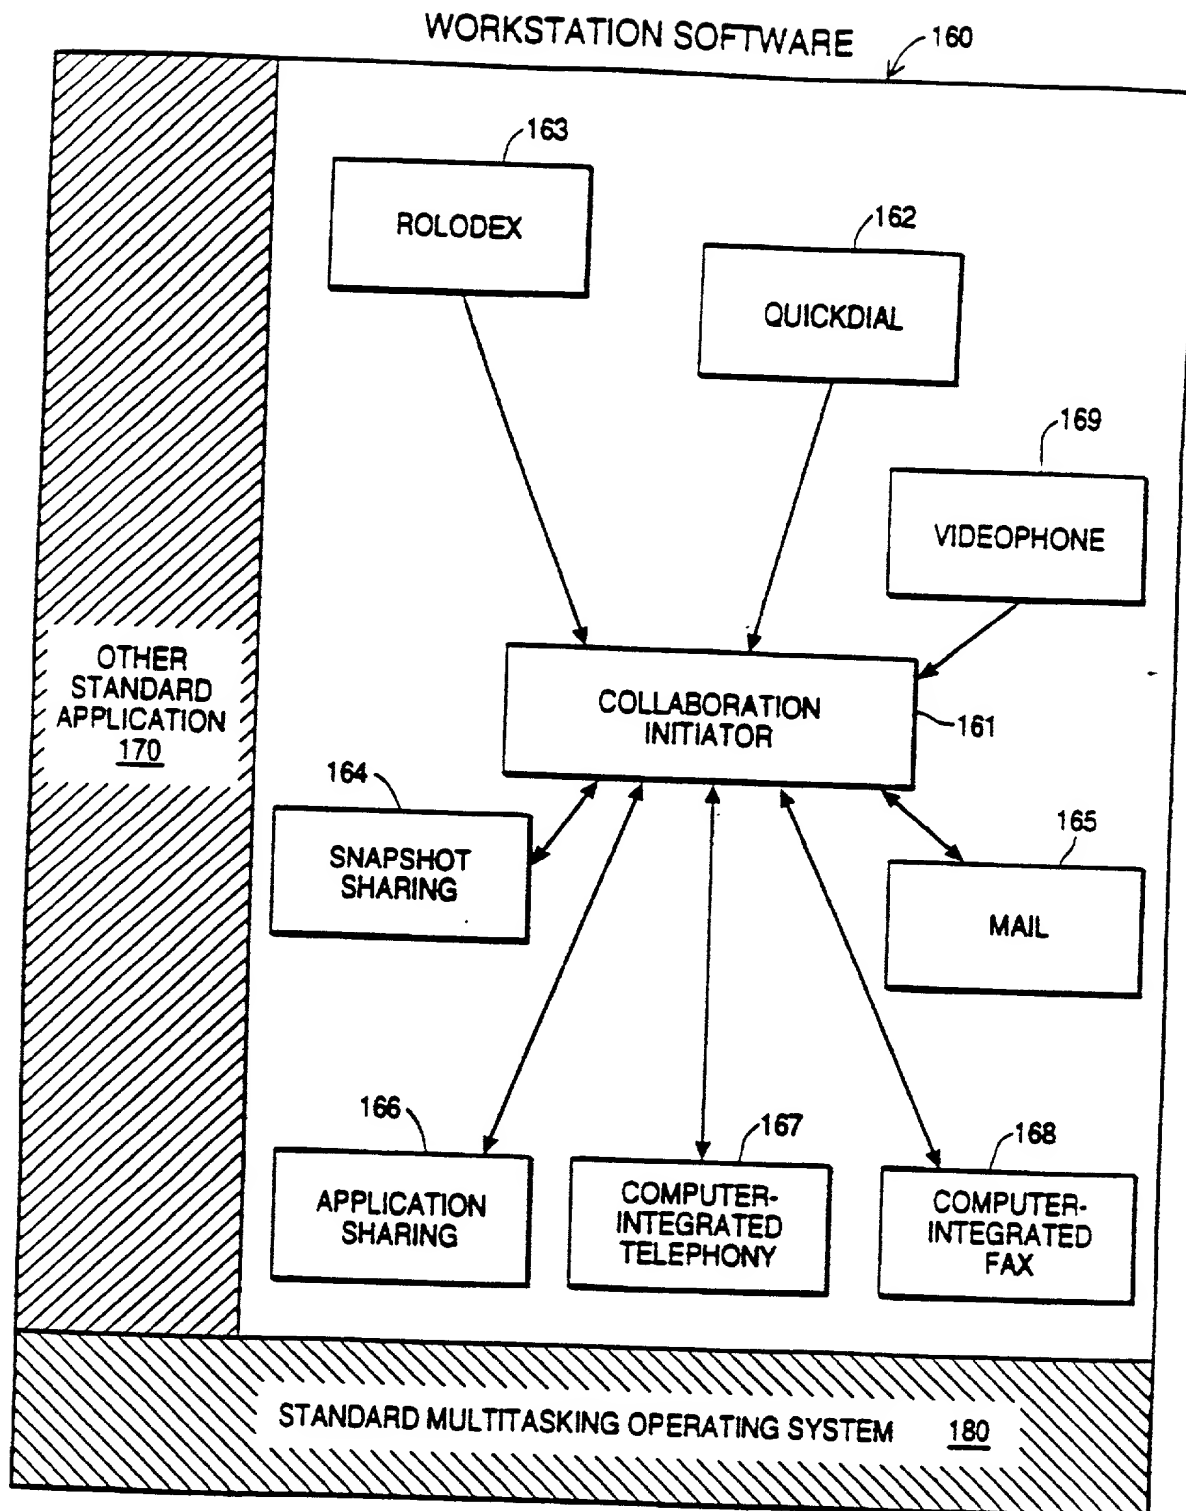 WORKSTATION SOFTWARE
160
163
ROLODEX
162
QUICKDIAL
169
VIDEOPHONE
OTHER
STANDARD
APPLICATION
170
COLLABORATION
INITIATOR
161
164
SNAPSHOT
SHARING
165
MAIL
166
APPLICATION
SHARING
167
COMPUTER-
INTEGRATED
TELEPHONY
168
COMPUTER-
INTEGRATED
FAX
STANDARD MULTITASKING OPERATING SYSTEM 180